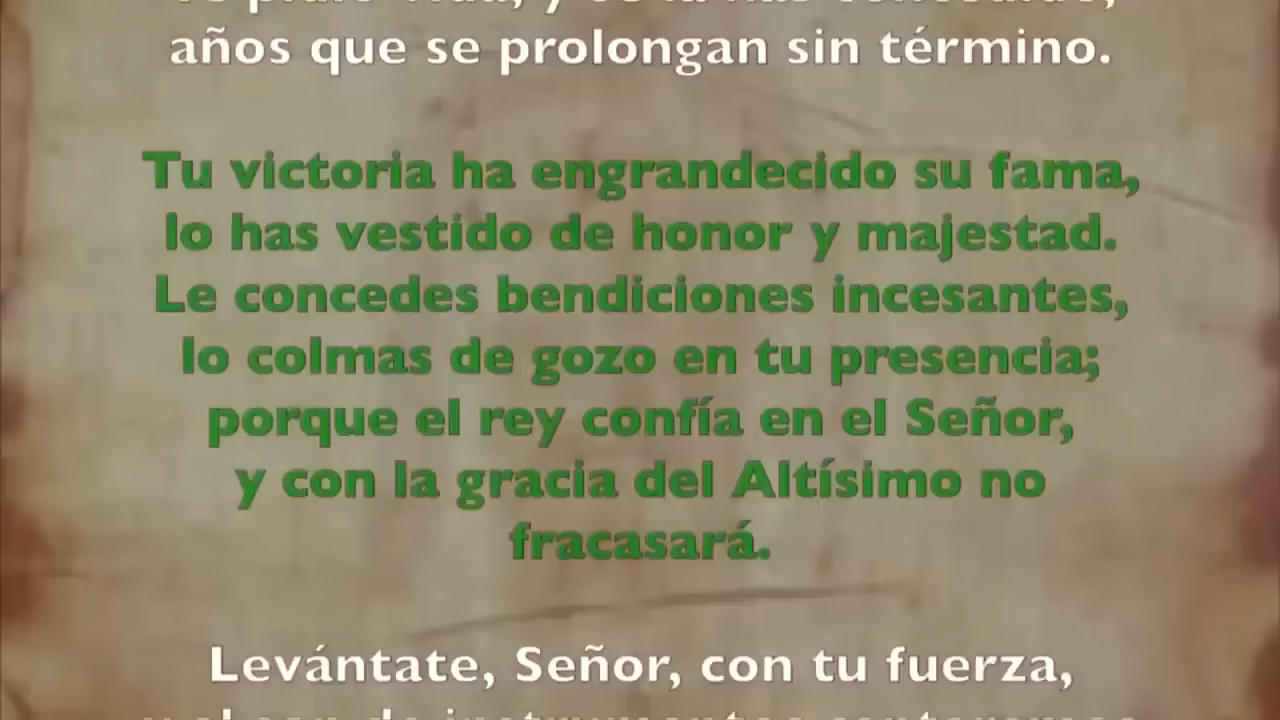 años que se prolongan sin término.
Tu victoria ha engrandecido su fama,
lo has vestido de honor y majestad.
Le concedes bendiciones incesantes,
lo colmas de gozo en tu presencia;
porque el rey confía en el Señor,
y con la gracia del Altísimo no
fracasará.
Levántate, Señor, con tu fuerza,